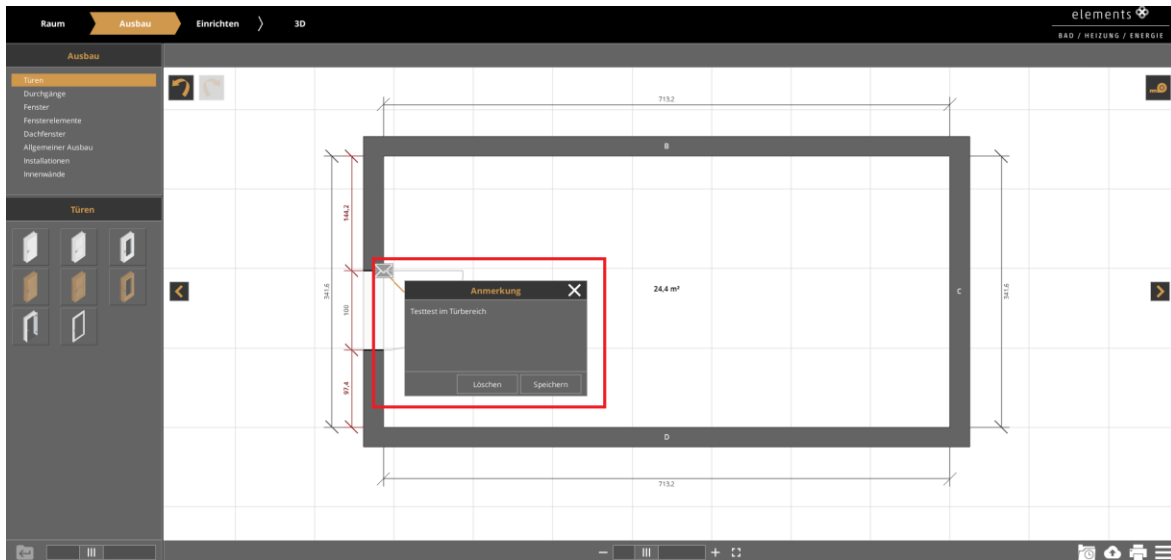 Raum
Ausbau
Einrichten
3D
elements
BAD / HEIZUNG / ENERGIE
Ausbau
Türen
Durchgänge
Fenster
Fensterelemente
Dachfenster
Allgemeiner Ausbau
Installationen
Innenwände
Türen
713,2
B
144,2
341,6
100
97,4
Anmerkung
Testtest im Türbereich
Löschen
Speichern
24,4 m²
C
341,6
D
713,2
m